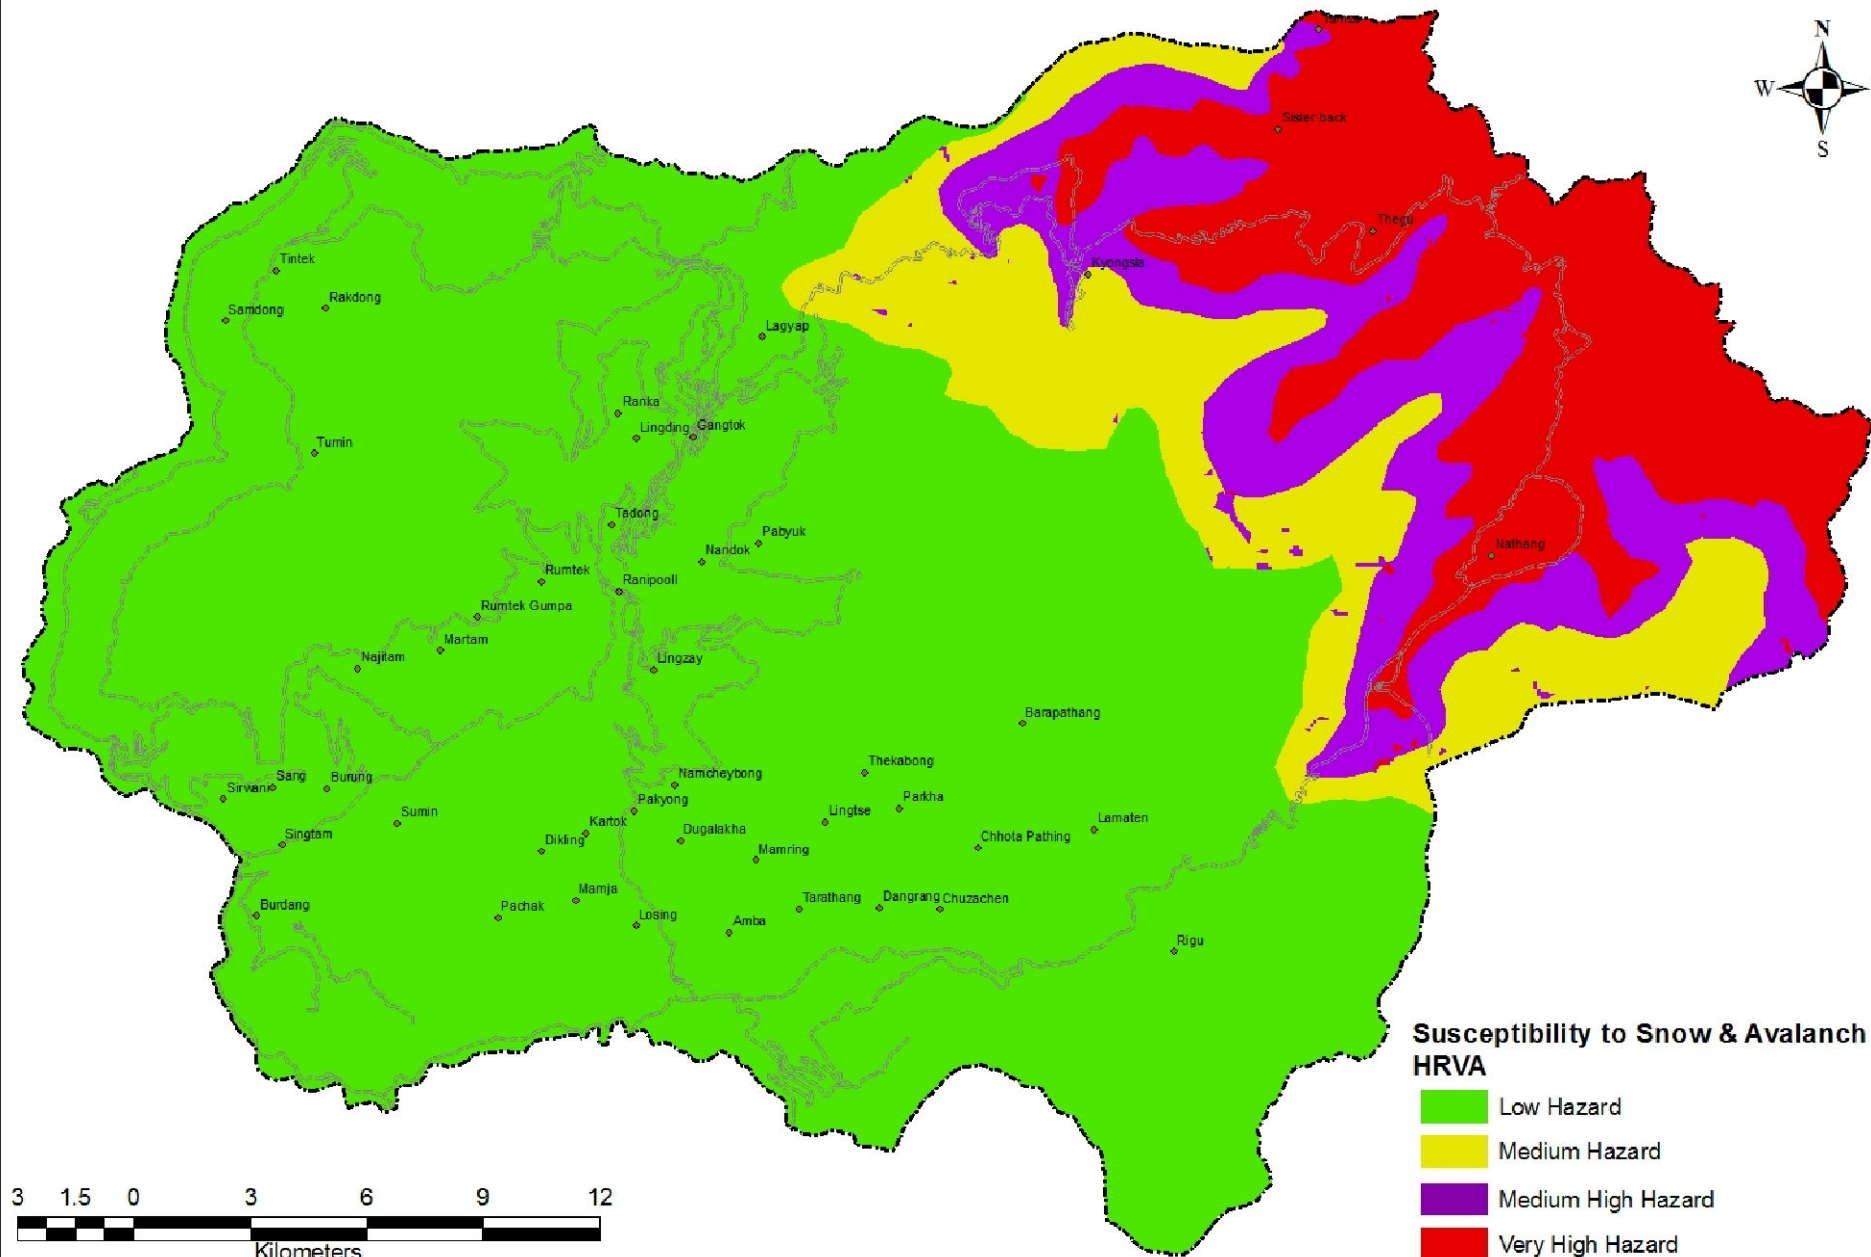 N
W
S
Sister back
Thegu
Kyongsla
Tintek
Samdong
Rakdong
Lagyap
Ranka
Lingding
Gangtok
Tumin
Tadong
Pabyuk
Nandok
Nathang
Rumtek
Ranipooll
Rumtek Gumpa
Martam
Najitam
Lingzay
Barapathang
Thekabong
Namcheybong
Sang
Burung
Sirwani
Pakyong
Parkha
Lingtse
Sumin
Kartok
Lamaten
Singtam
Dikling
Dugalakha
Chhota Pathing
Mamring
Mamja
Burdang
Pachak
Losing
Tarathang
Dangrang
Chuzachen
Amba
Rigu
Susceptibility to Snow & Avalanch
HRVA
Low Hazard
Medium Hazard
Medium High Hazard
Very High Hazard
3 1.5 0 3 6 9 12
Kilometers